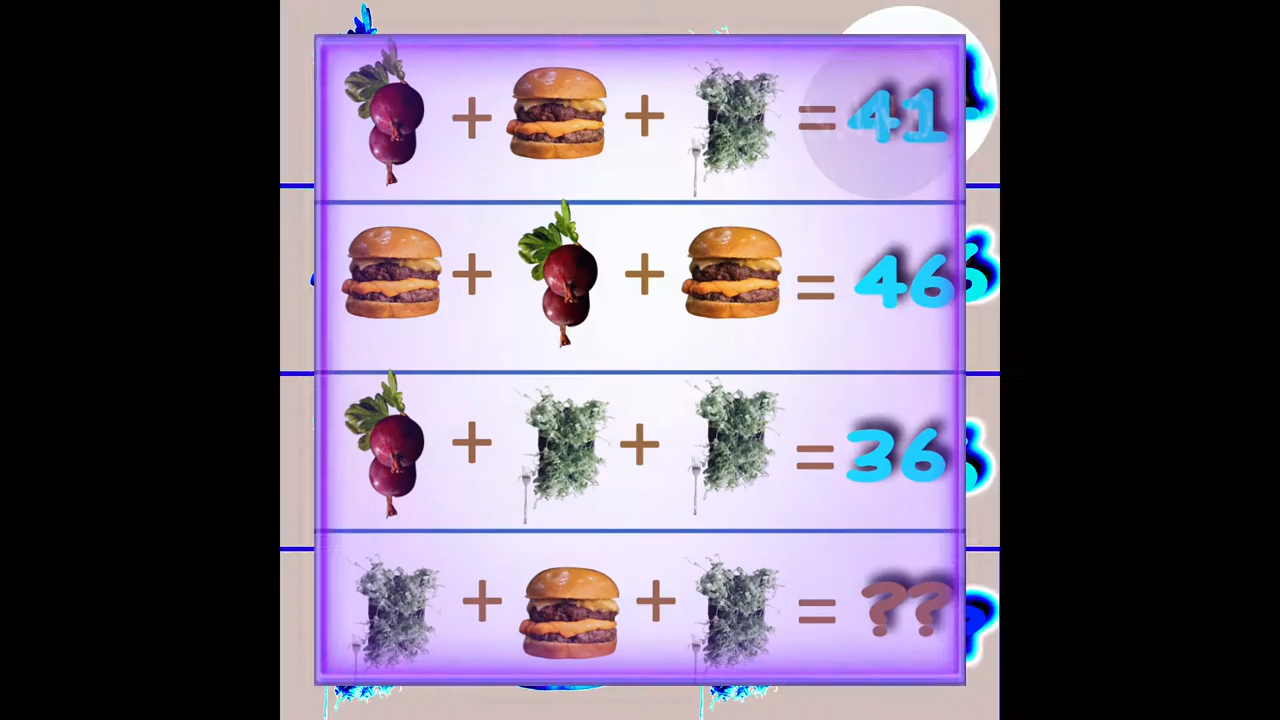 + + = 41
+ + = 46
+ + = 36
+ + = ??